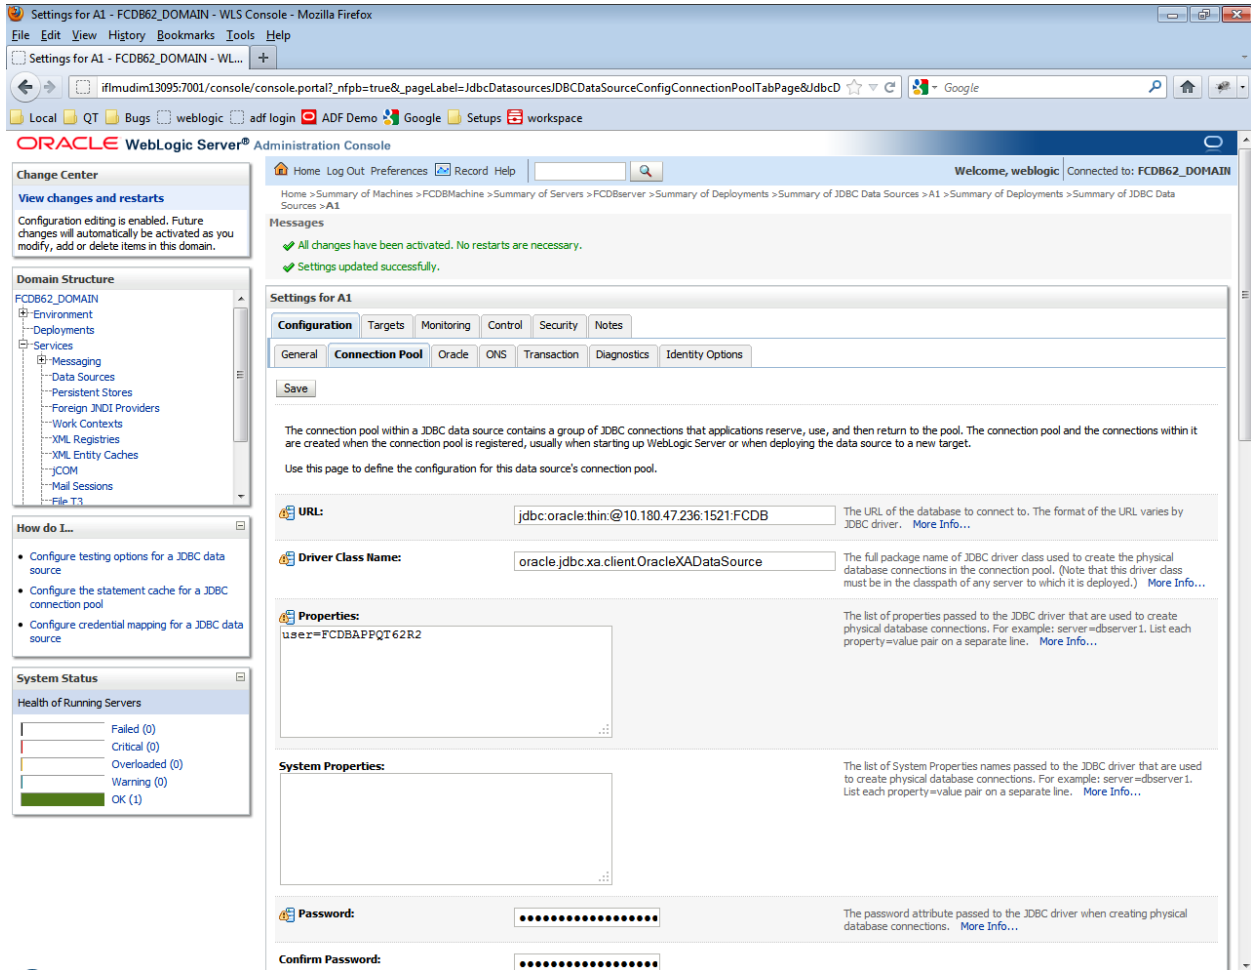 Settings for A1 - FCDB62_DOMAIN - WLS Console - Mozilla Firefox
File Edit View History Bookmarks Tools Help
Settings for A1 - FCDB62_DOMAIN - WL... +
iflmudim13095:7001/console/console.portal?_nfpb=true&_pageLabel=JdbcDatasourcesJDBCDataSourceConfigConnectionPoolTabPage&JdbcD Google
Local QT Bugs weblogic adf login ADF Demo Google Setups workspace
ORACLE WebLogic Server® Administration Console
Change Center
View changes and restarts
Configuration editing is enabled. Future
changes will automatically be activated as you
modify, add or delete items in this domain.
Domain Structure
FCDB62_DOMAIN
Environment
Deployments
Services
Messaging
Data Sources
Persistent Stores
Foreign JNDI Providers
Work Contexts
XML Registries
XML Entity Caches
jCOM
Mail Sessions
File T3
How do I...
Configure testing options for a JDBC data
source
Configure the statement cache for a JDBC
connection pool
Configure credential mapping for a JDBC data
source
System Status
Health of Running Servers
Failed (0)
Critical (0)
Overloaded (0)
Warning (0)
OK (1)
Home Log Out Preferences Record Help
Welcome, weblogic Connected to: FCDB62_DOMAIN
Home >Summary of Machines >FCDBMachine >Summary of Servers >FCDBserver >Summary of Deployments >Summary of JDBC Data Sources >A1 >Summary of Deployments >Summary of JDBC Data
Sources >A1
Messages
All changes have been activated. No restarts are necessary.
Settings updated successfully.
Settings for A1
Configuration Targets Monitoring Control Security Notes
General Connection Pool Oracle ONS Transaction Diagnostics Identity Options
Save
The connection pool within a JDBC data source contains a group of JDBC connections that applications reserve, use, and then return to the pool. The connection pool and the connections within it
are created when the connection pool is registered, usually when starting up WebLogic Server or when deploying the data source to a new target.
Use this page to define the configuration for this data source's connection pool.
URL:
jdbc:oracle:thin:@10.180.47.236:1521:FCDB
The URL of the database to connect to. The format of the URL varies by
JDBC driver. More Info...
Driver Class Name:
oracle.jdbc.xa.client.OracleXADataSource
The full package name of JDBC driver class used to create the physical
database connections in the connection pool. (Note that this driver class
must be in the classpath of any server to which it is deployed.) More Info...
Properties:
user=FCDBAPPQT62R2
The list of properties passed to the JDBC driver that are used to create
physical database connections. For example: server=dbserver1. List each
property=value pair on a separate line. More Info...
System Properties:
The list of System Properties names passed to the JDBC driver that are used
to create physical database connections. For example: server=dbserver1.
List each property=value pair on a separate line. More Info...
Password:
●●●●●●●●●●●●●●●●●●
The password attribute passed to the JDBC driver when creating physical
database connections. More Info...
Confirm Password:
●●●●●●●●●●●●●●●●●●